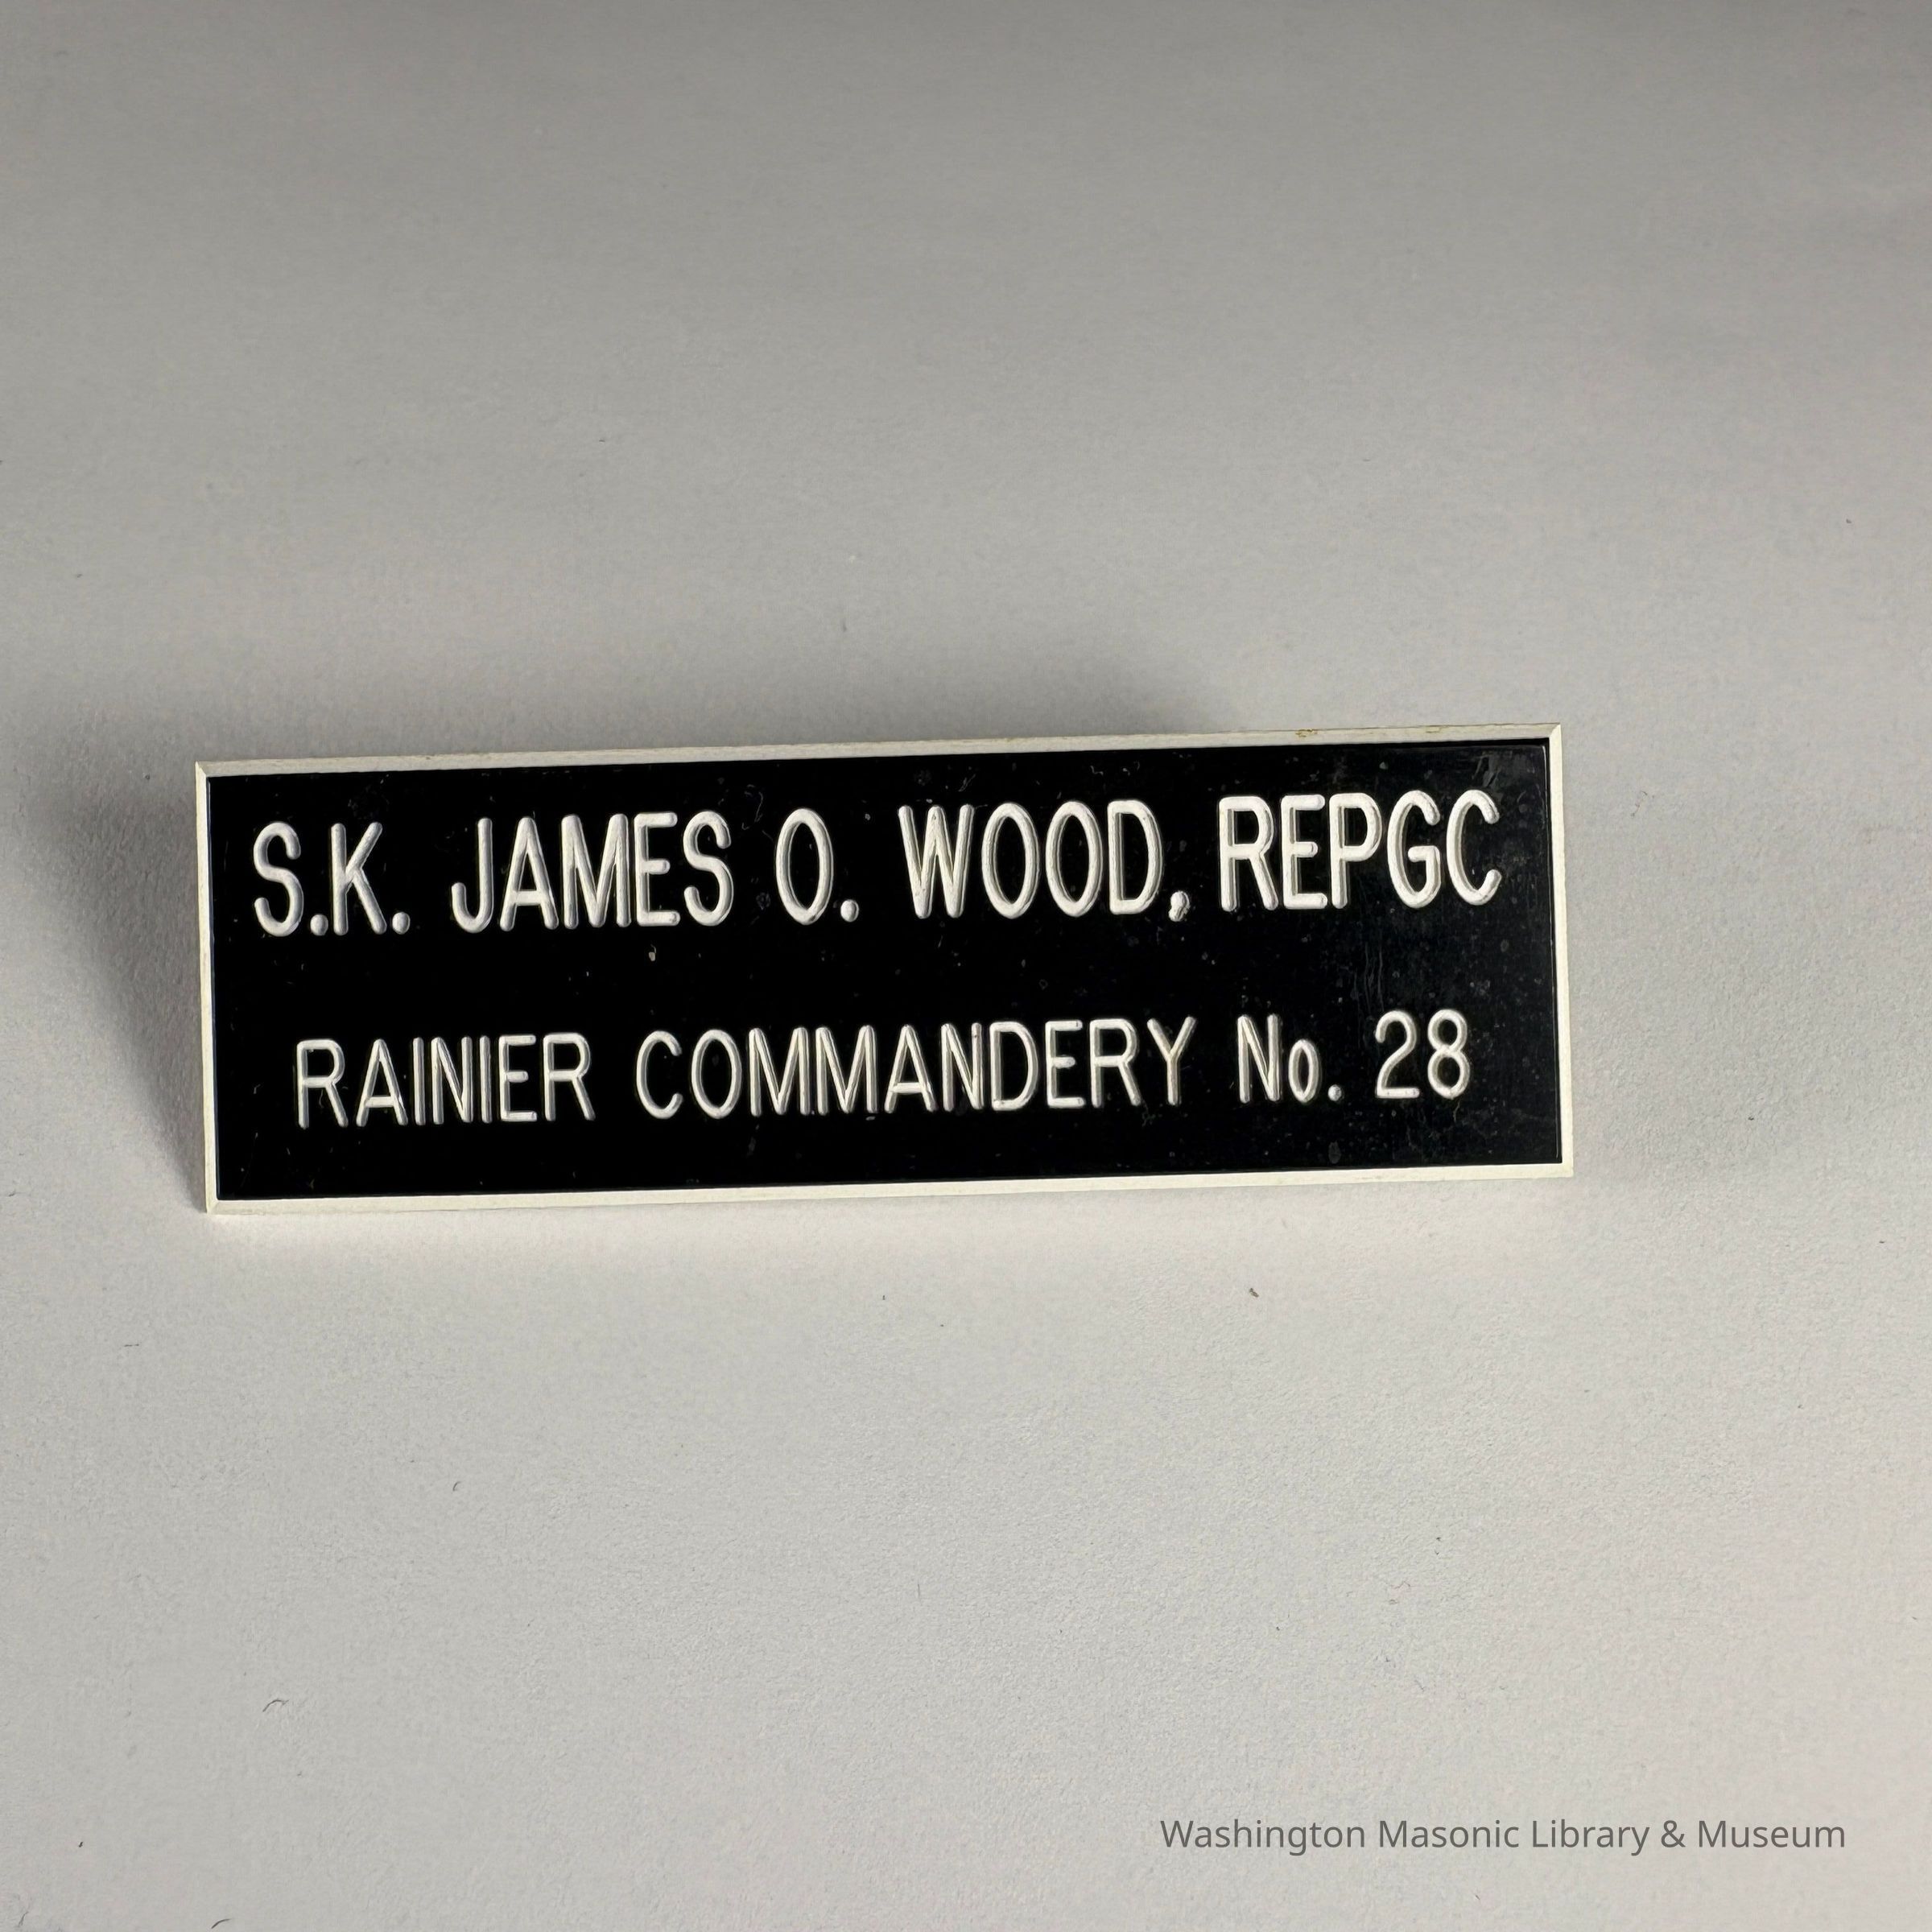 S.K. JAMES O. WOOD, REPGC
RAINIER COMMANDERY No. 28
Washington Masonic Library & Museum